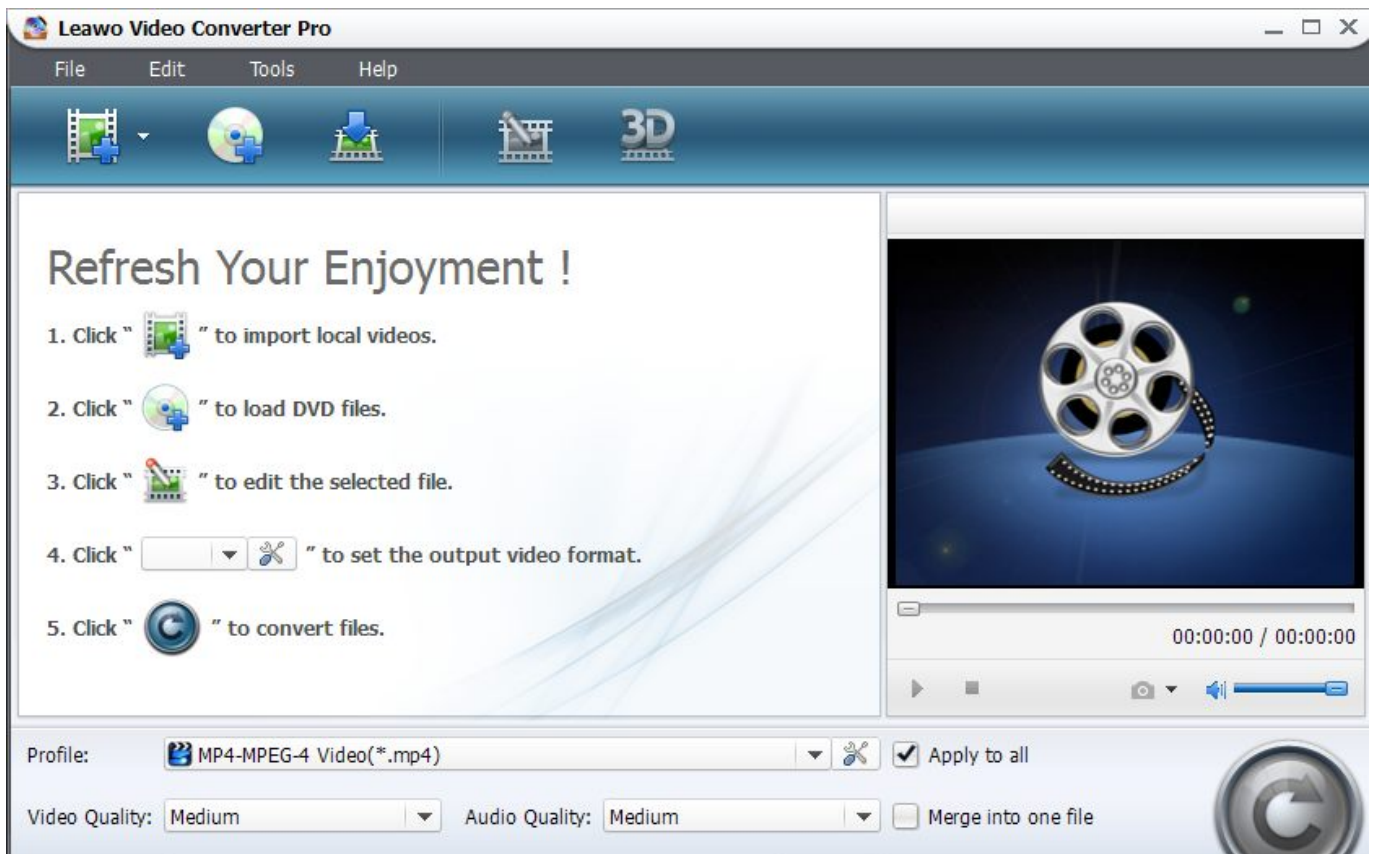 Leawo Video Converter Pro
File Edit Tools Help
3D
Refresh Your Enjoyment !
1. Click “ ” to import local videos.
2. Click “ ” to load DVD files.
3. Click “ ” to edit the selected file.
4. Click “ ” to set the output video format.
5. Click “ ” to convert files.
00:00:00 / 00:00:00
Profile: MP4-MPEG-4 Video(*.mp4) Apply to all
Video Quality: Medium Audio Quality: Medium Merge into one file